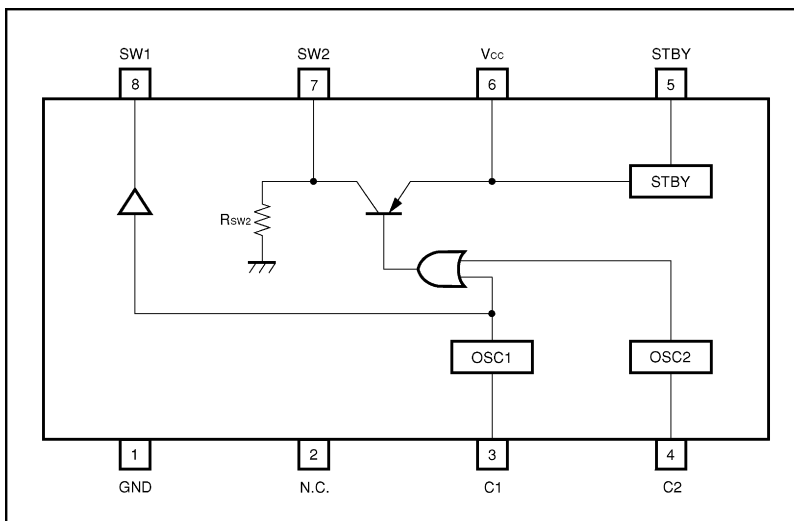 SW1 SW2 VCC STBY
8 7 6 5
STBY
RSW2
OSC1 OSC2
1 2 3 4
GND N.C. C1 C2